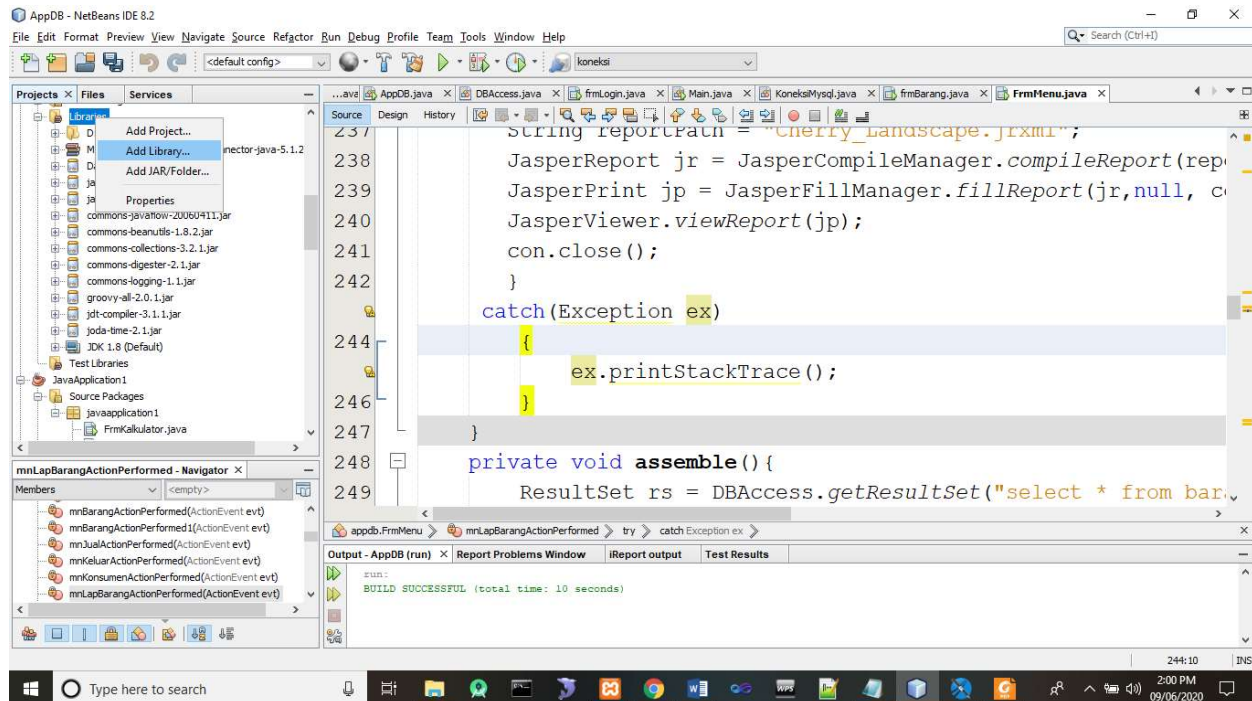 AppDB - NetBeans IDE 8.2
File Edit Format Preview View Navigate Source Refactor Run Debug Profile Team Tools Window Help
Search (Ctrl+I)
<default config>
koneksi
Projects Files Services
...ava AppDB.java DBAccess.java frmLogin.java Main.java KoneksiMysql.java frmBarang.java FrmMenu.java
Source Design History
Libraries
Add Project...
Add Library...
Add JAR/Folder...
Properties
nector-java-5.1.2
commons-javaflow-20060411.jar
commons-beanutils-1.8.2.jar
commons-collections-3.2.1.jar
commons-digester-2.1.jar
commons-logging-1.1.jar
groovy-all-2.0.1.jar
jdt-compiler-3.1.1.jar
joda-time-2.1.jar
JDK 1.8 (Default)
Test Libraries
JavaApplication1
Source Packages
javaapplication1
FrmKalkulator.java
237 String reportPath = "Cherry_Landscape.jrxml";
238 JasperReport jr = JasperCompileManager.compileReport(rep
239 JasperPrint jp = JasperFillManager.fillReport(jr,null, c
240 JasperViewer.viewReport(jp);
241 con.close();
242 }
catch(Exception ex)
244 {
ex.printStackTrace();
246 }
247 }
248 private void assemble(){
249 ResultSet rs = DBAccess.getResultSet("select * from bar
appdb.FrmMenu mnLapBarangActionPerformed try catch Exception ex
mnLapBarangActionPerformed - Navigator
Members <empty>
mnBarangActionPerformed(ActionEvent evt)
mnBarangActionPerformed1(ActionEvent evt)
mnJualActionPerformed(ActionEvent evt)
mnKeluarActionPerformed(ActionEvent evt)
mnKonsumenActionPerformed(ActionEvent evt)
mnLapBarangActionPerformed(ActionEvent evt)
Output - AppDB (run) Report Problems Window iReport output Test Results
run:
BUILD SUCCESSFUL (total time: 10 seconds)
244:10 INS
Type here to search
2:00 PM
09/06/2020